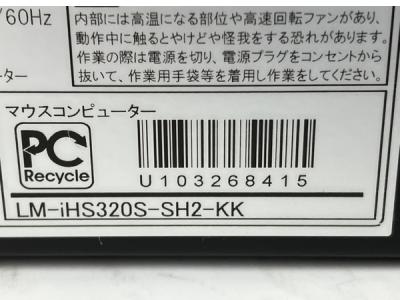 /60Hz
内部には高温になる部位や高速回転ファンがあり、
動作中に触るとやけどや怪我をする恐れがあります。
作業の際は電源を切り、電源プラグをコンセントから
抜いて、作業用手袋等を着用し作業をしてください。
ーター
マウスコンピューター
PC
Recycle
U103268415
LM-iHS320S-SH2-KK